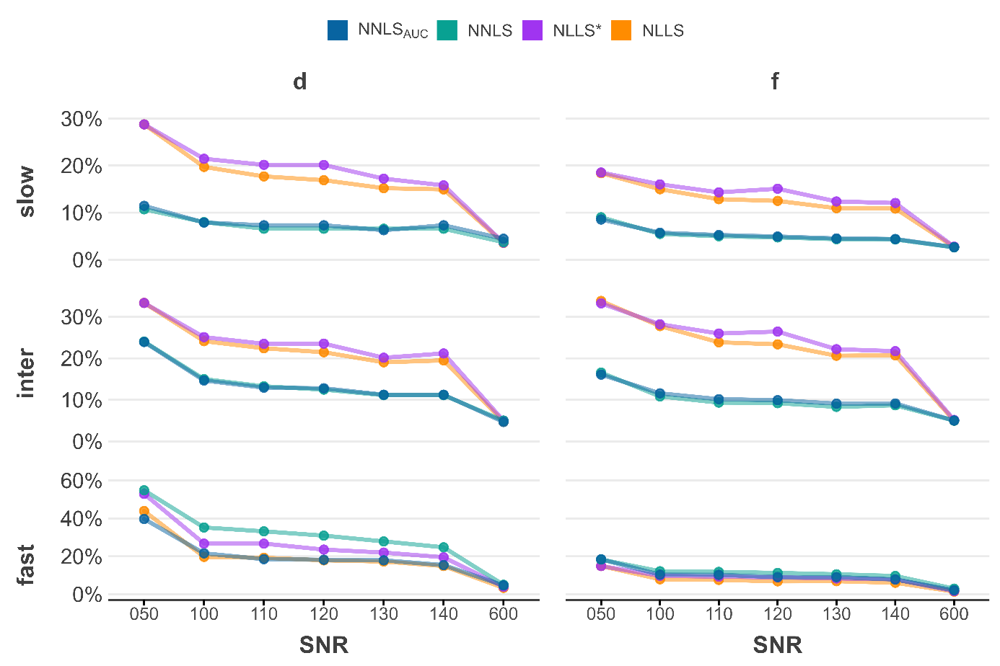 NNLSAUC NNLS NLLS* NLLS
d f
slow
30%
20%
10%
0%
inter
30%
20%
10%
0%
fast
60%
40%
20%
0%
050 100 110 120 130 140 600 050 100 110 120 130 140 600
SNR SNR